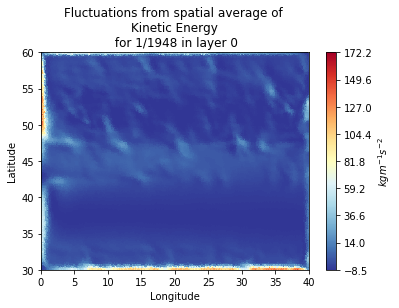 Fluctuations from spatial average of
Kinetic Energy
for 1/1948 in layer 0
60
55
50
45
40
35
30
Latitude
0 5 10 15 20 25 30 35 40
Longitude
172.2
149.6
127.0
104.4
81.8
59.2
36.6
14.0
−8.5
kgm⁻¹s⁻²